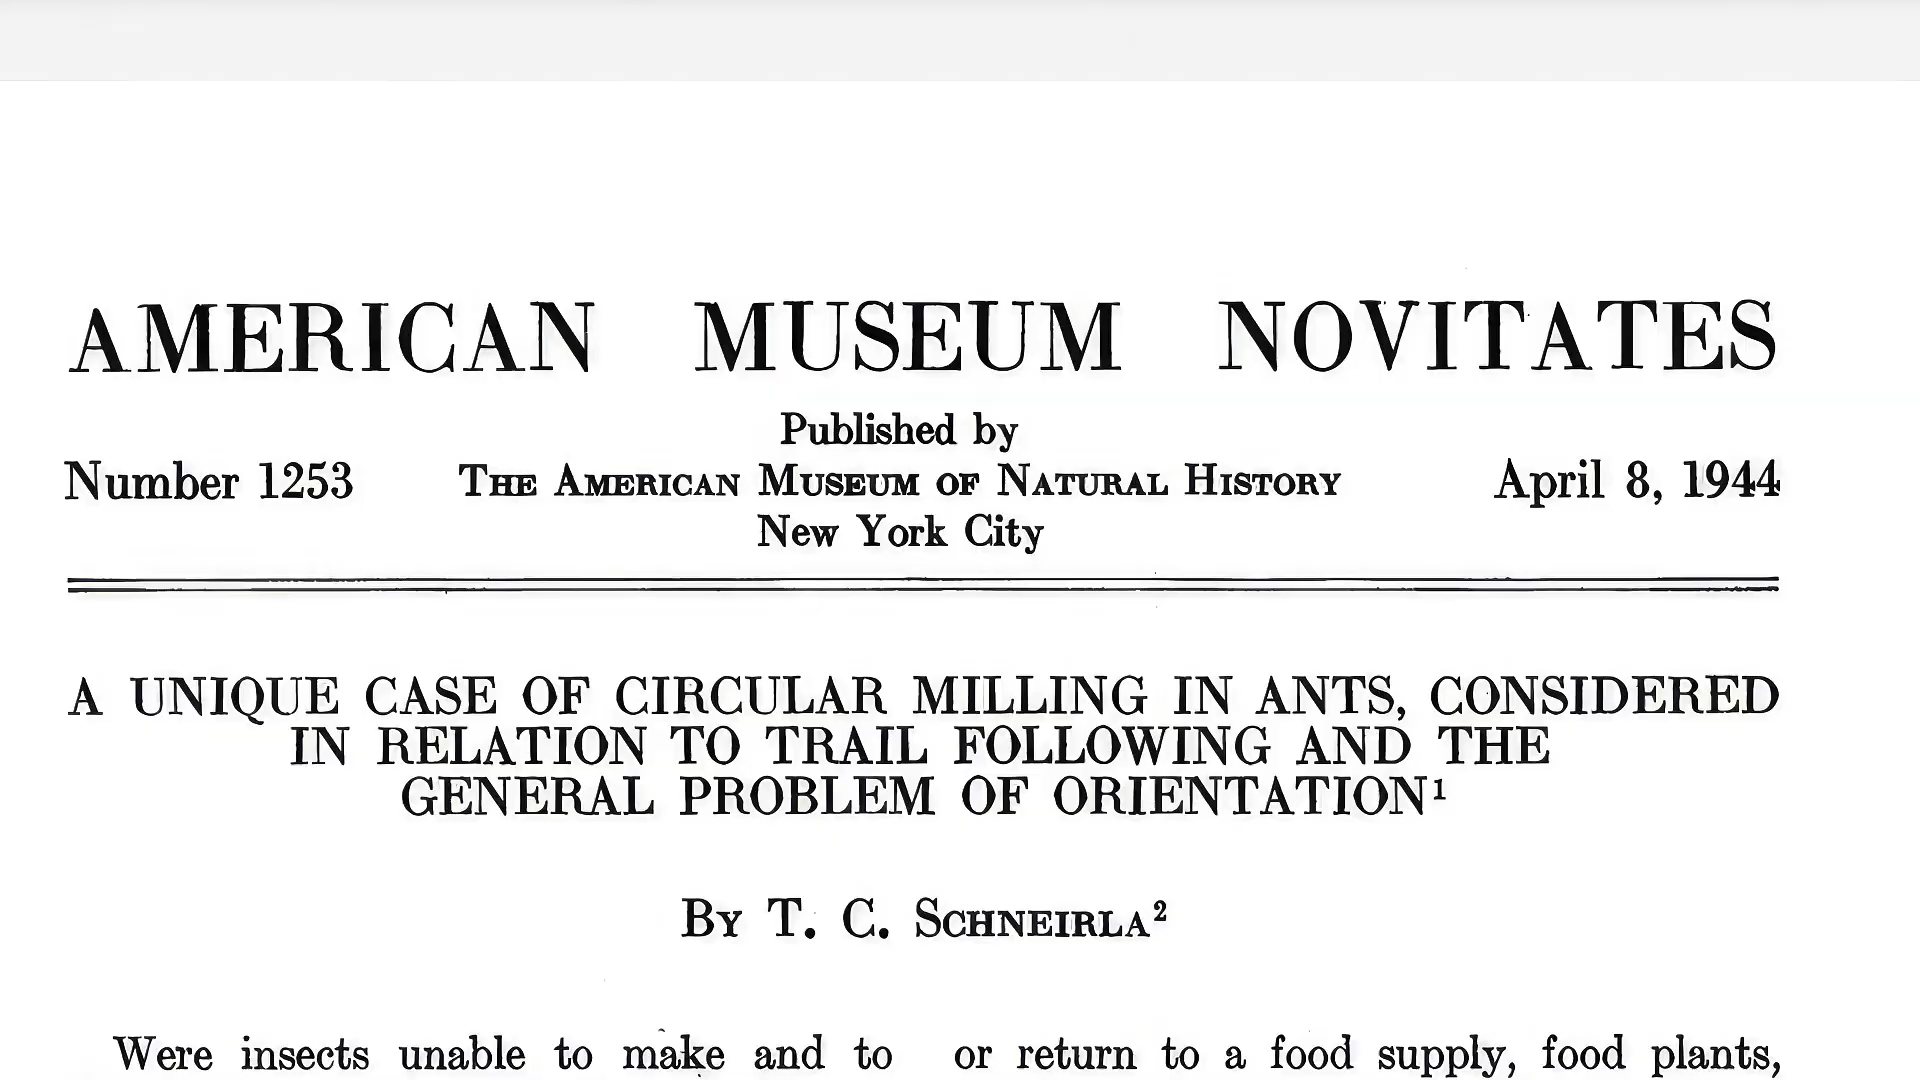 AMERICAN MUSEUM NOVITATES
Published by
Number 1253 THE AMERICAN MUSEUM OF NATURAL HISTORY April 8, 1944
New York City
A UNIQUE CASE OF CIRCULAR MILLING IN ANTS, CONSIDERED
IN RELATION TO TRAIL FOLLOWING AND THE
GENERAL PROBLEM OF ORIENTATION¹
BY T. C. SCHNEIRLA²
Were insects unable to make and to
or return to a food supply, food plants,